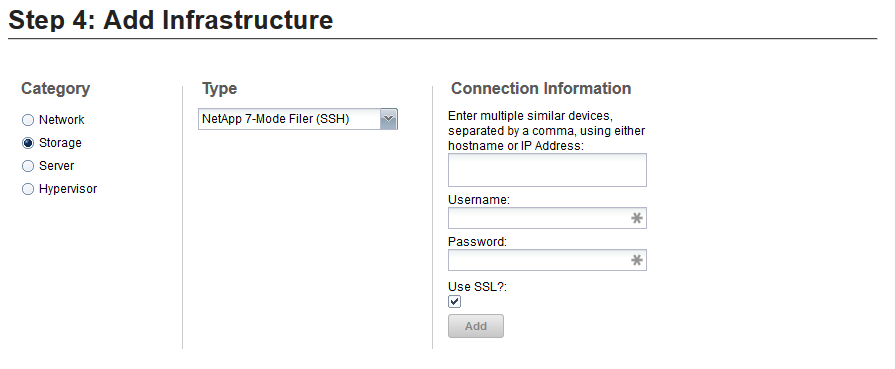 Step 4: Add Infrastructure
Category
Network
Storage
Server
Hypervisor
Type
NetApp 7-Mode Filer (SSH)
Connection Information
Enter multiple similar devices,
separated by a comma, using either
hostname or IP Address:
Username:
Password:
Use SSL?:
Add